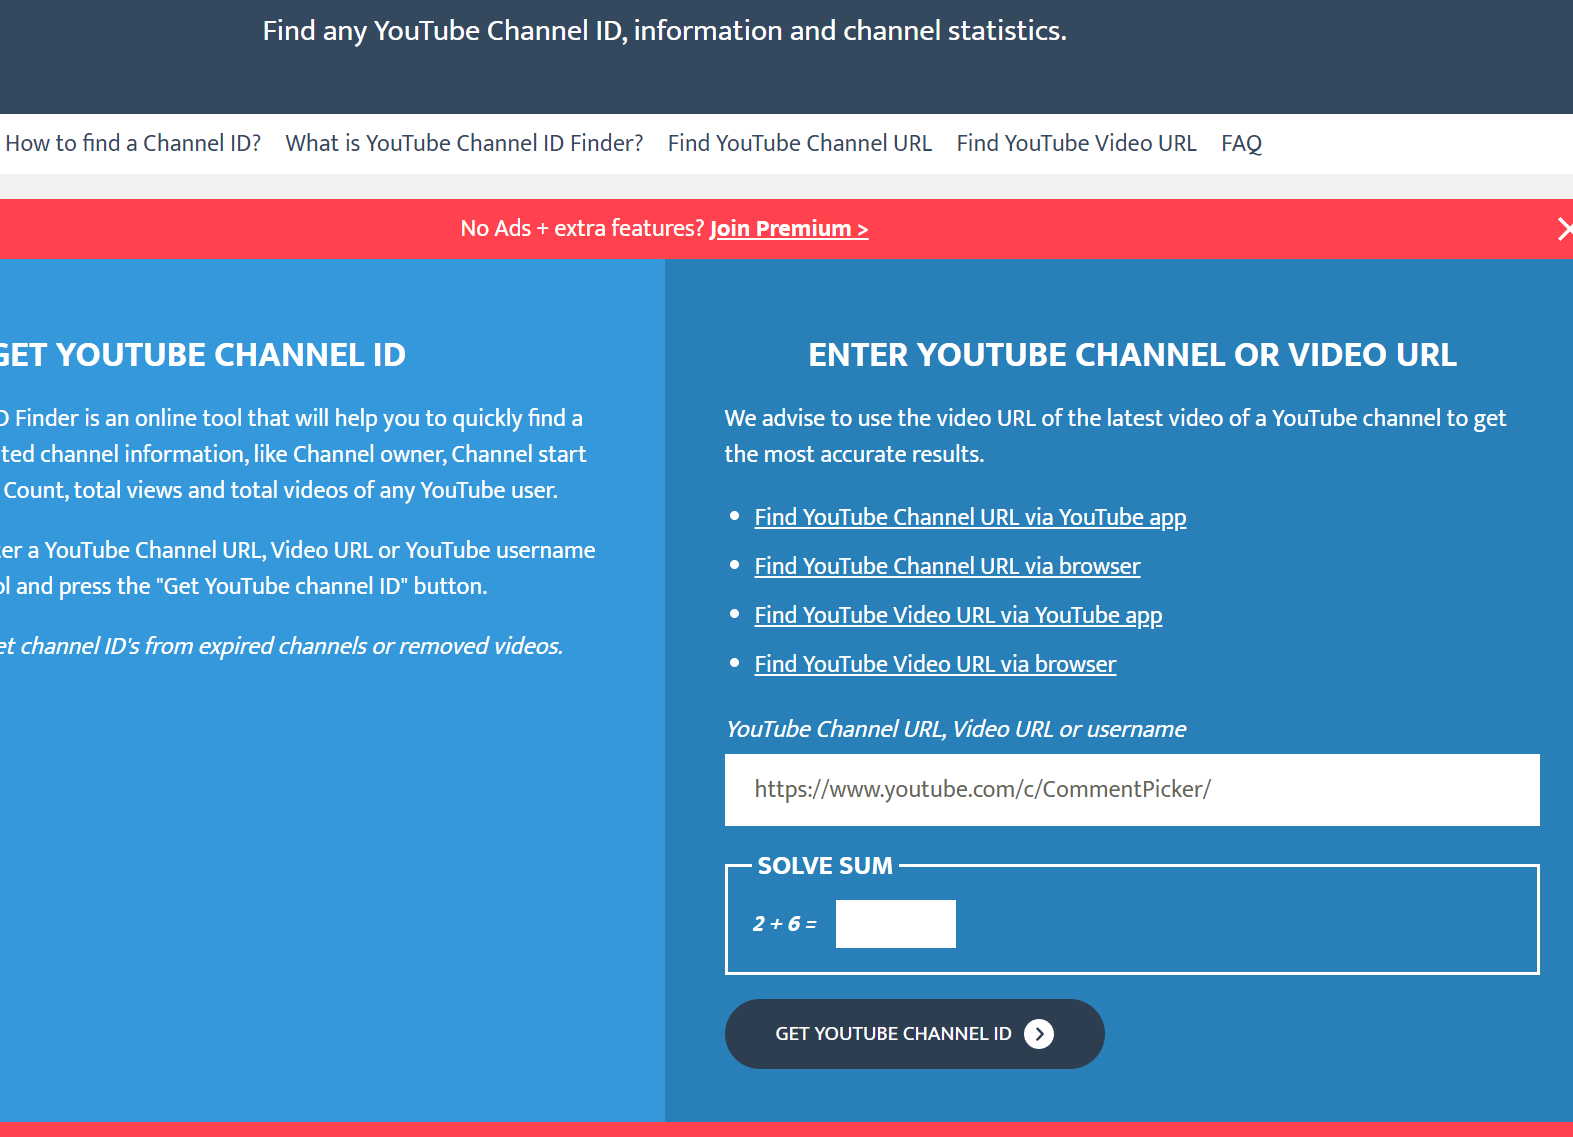 Find any YouTube Channel ID, information and channel statistics.
How to find a Channel ID? What is YouTube Channel ID Finder? Find YouTube Channel URL Find YouTube Video URL FAQ
No Ads + extra features? Join Premium >
GET YOUTUBE CHANNEL ID
Finder is an online tool that will help you to quickly find a
channel information, like Channel owner, Channel start
Count, total views and total videos of any YouTube user.
a YouTube Channel URL, Video URL or YouTube username
and press the "Get YouTube channel ID" button.
channel ID's from expired channels or removed videos.
ENTER YOUTUBE CHANNEL OR VIDEO URL
We advise to use the video URL of the latest video of a YouTube channel to get
the most accurate results.
• Find YouTube Channel URL via YouTube app
• Find YouTube Channel URL via browser
• Find YouTube Video URL via YouTube app
• Find YouTube Video URL via browser
YouTube Channel URL, Video URL or username
https://www.youtube.com/c/CommentPicker/
SOLVE SUM
2 + 6 =
GET YOUTUBE CHANNEL ID